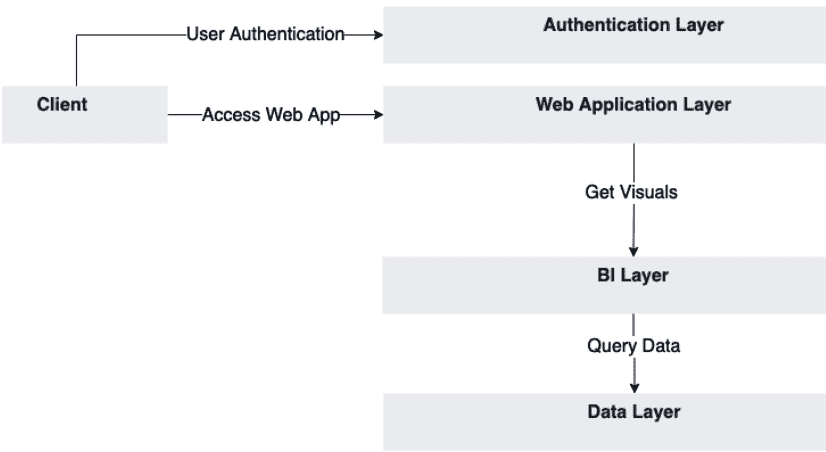 User Authentication
Authentication Layer
Client
Access Web App
Web Application Layer
Get Visuals
BI Layer
Query Data
Data Layer